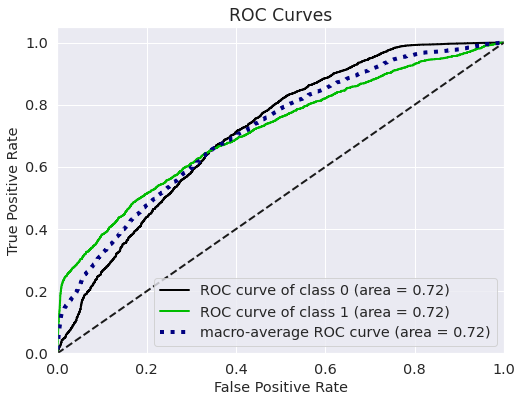 ROC Curves
1.0
0.8
0.6
0.4
0.2
0.0
True Positive Rate
ROC curve of class 0 (area = 0.72)
ROC curve of class 1 (area = 0.72)
macro-average ROC curve (area = 0.72)
0.0 0.2 0.4 0.6 0.8 1.0
False Positive Rate